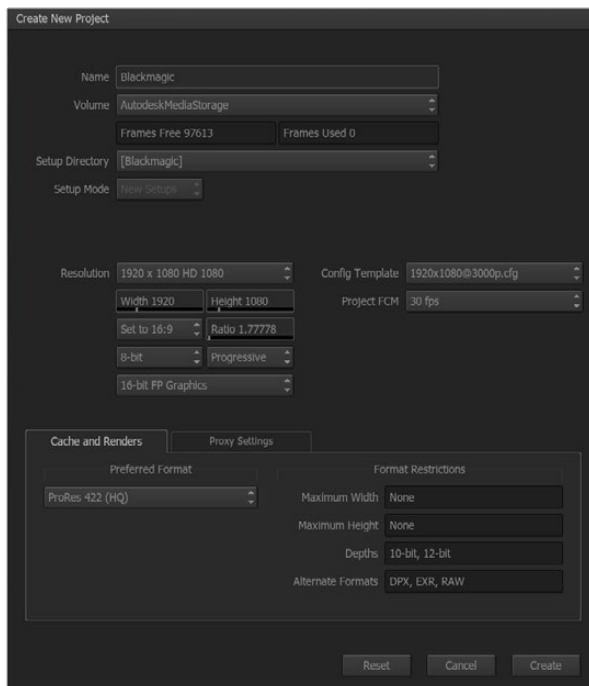 Create New Project
Name Blackmagic
Volume AutodeskMediaStorage
Frames Free 97613 Frames Used 0
Setup Directory [Blackmagic]
Setup Mode New Setups
Resolution 1920 x 1080 HD 1080 Config Template 1920x1080@3000p.cfg
Width 1920 Height 1080 Project FCM 30 fps
Set to 16:9 Ratio 1.77778
8-bit Progressive
16-bit FP Graphics
Cache and Renders Proxy Settings
Preferred Format Format Restrictions
ProRes 422 (HQ) Maximum Width None
Maximum Height None
Depths 10-bit, 12-bit
Alternate Formats DPX, EXR, RAW
Reset Cancel Create